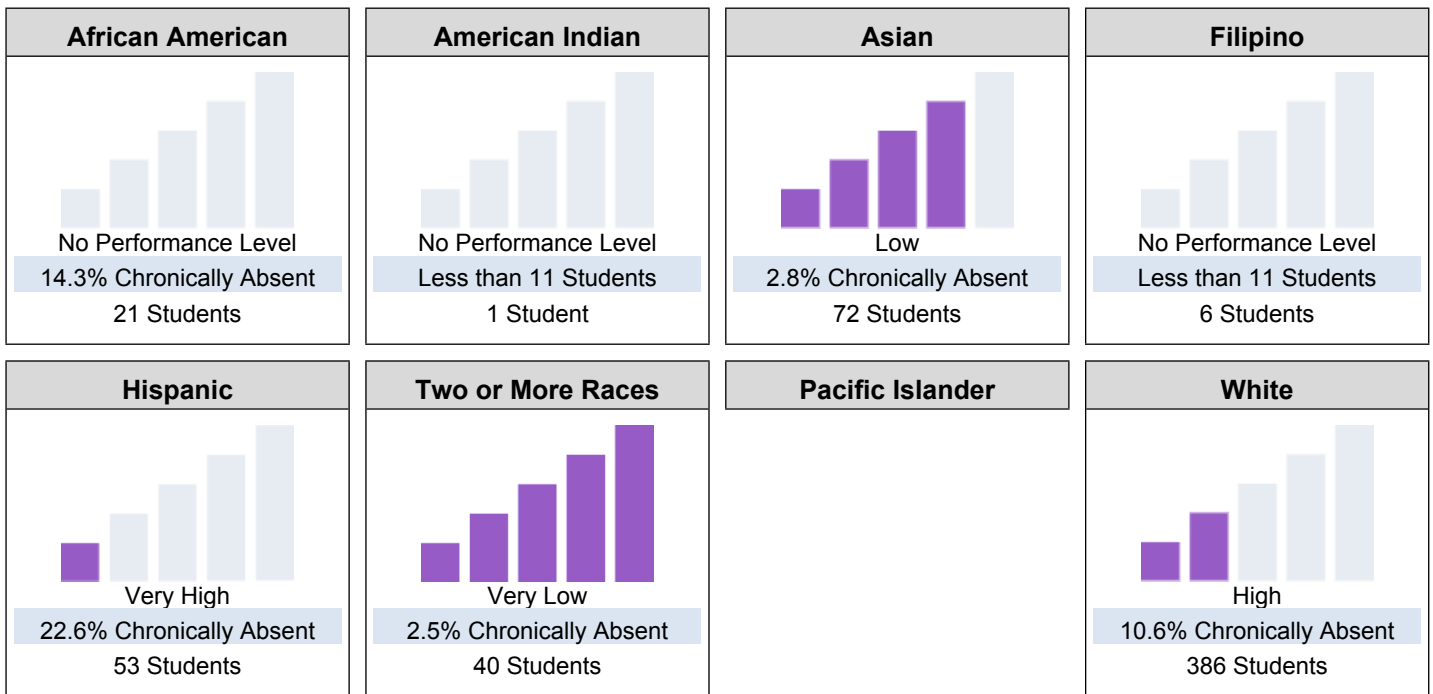 African American
No Performance Level
14.3% Chronically Absent
21 Students
American Indian
No Performance Level
Less than 11 Students
1 Student
Asian
Low
2.8% Chronically Absent
72 Students
Filipino
No Performance Level
Less than 11 Students
6 Students
Hispanic
Very High
22.6% Chronically Absent
53 Students
Two or More Races
Very Low
2.5% Chronically Absent
40 Students
Pacific Islander
White
High
10.6% Chronically Absent
386 Students